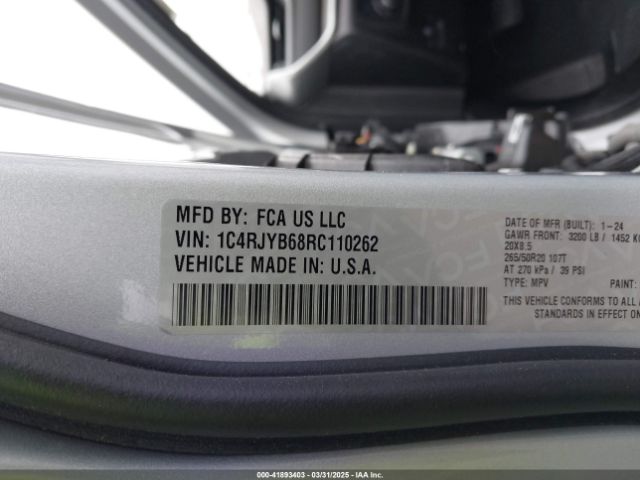 MFD BY: FCA US LLC
VIN: 1C4RJYB68RC110262
VEHICLE MADE IN: U.S.A.
DATE OF MFR (BUILT): 1-24
GAWR FRONT: 3200 LB / 1452 KG
20X8.5
265/50R20 107T
AT 270 kPa / 39 PSI
TYPE: MPV PAINT:
THIS VEHICLE CONFORMS TO ALL
STANDARDS IN EFFECT ON
000-41893403 - 03/31/2025 - IAAI Inc.